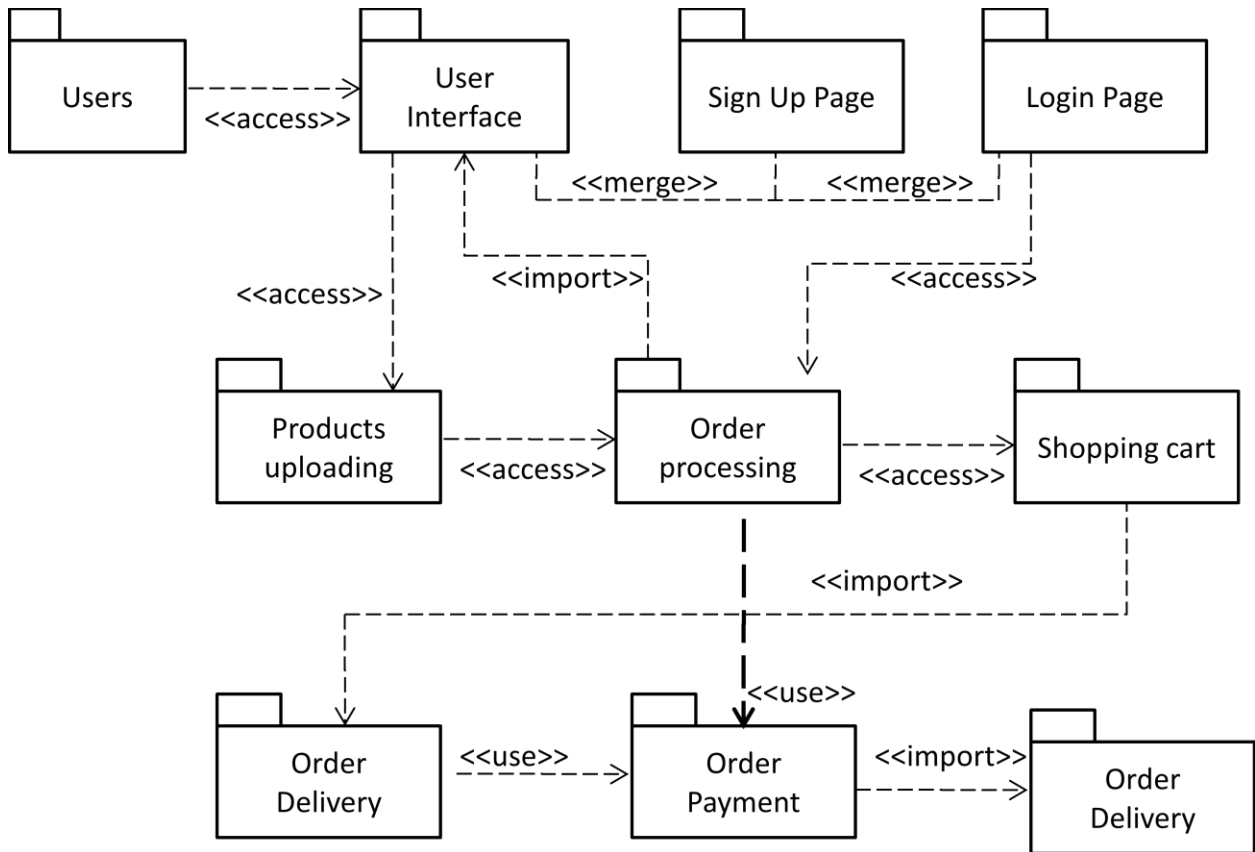 Users
<<access>>
User
Interface
Sign Up Page
Login Page
<<merge>>
<<merge>>
<<access>>
<<import>>
<<access>>
Products
uploading
<<access>>
Order
processing
<<access>>
Shopping cart
<<import>>
<<use>>
Order
Delivery
<<use>>
Order
Payment
<<import>>
Order
Delivery